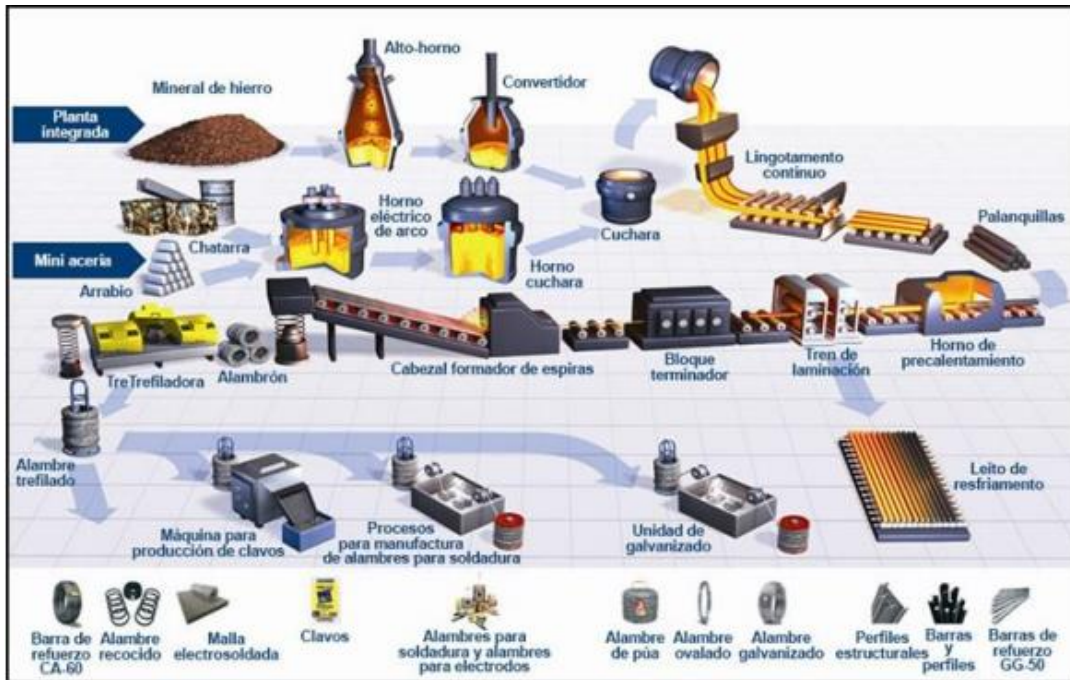 Alto-horno
Mineral de hierro
Convertidor
Planta
integrada
Lingotamento
continuo
Palanquillas
Horno
eléctrico
de arco
Chatarra
Cuchara
Mini aceria
Horno
cuchara
Arrabio
TreTrefiladora
Alambrón
Cabezal formador de espiras
Bloque
terminador
Tren de
laminación
Horno de
precalentamiento
Alambre
trefilado
Máquina para
producción de clavos
Procesos
para manufactura
de alambres para soldadura
Unidad de
galvanizado
Leito de
resfriamento
Barra de
refuerzo
CA-60
Alambre
recocido
Malla
electrosoldada
Clavos
Alambres para
soldadura y alambres
para electrodos
Alambre
de púa
Alambre
ovalado
Alambre
galvanizado
Perfiles
estructurales
Barras
y
perfiles
Barras de
refuerzo
GG-50